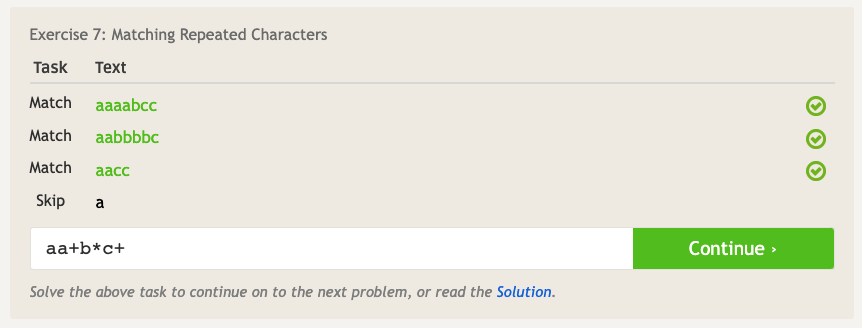 Exercise 7: Matching Repeated Characters
Task Text
Match aaaabcc
Match aabbbbc
Match aacc
Skip a
aa+b*c+ Continue ›
Solve the above task to continue on to the next problem, or read the Solution.